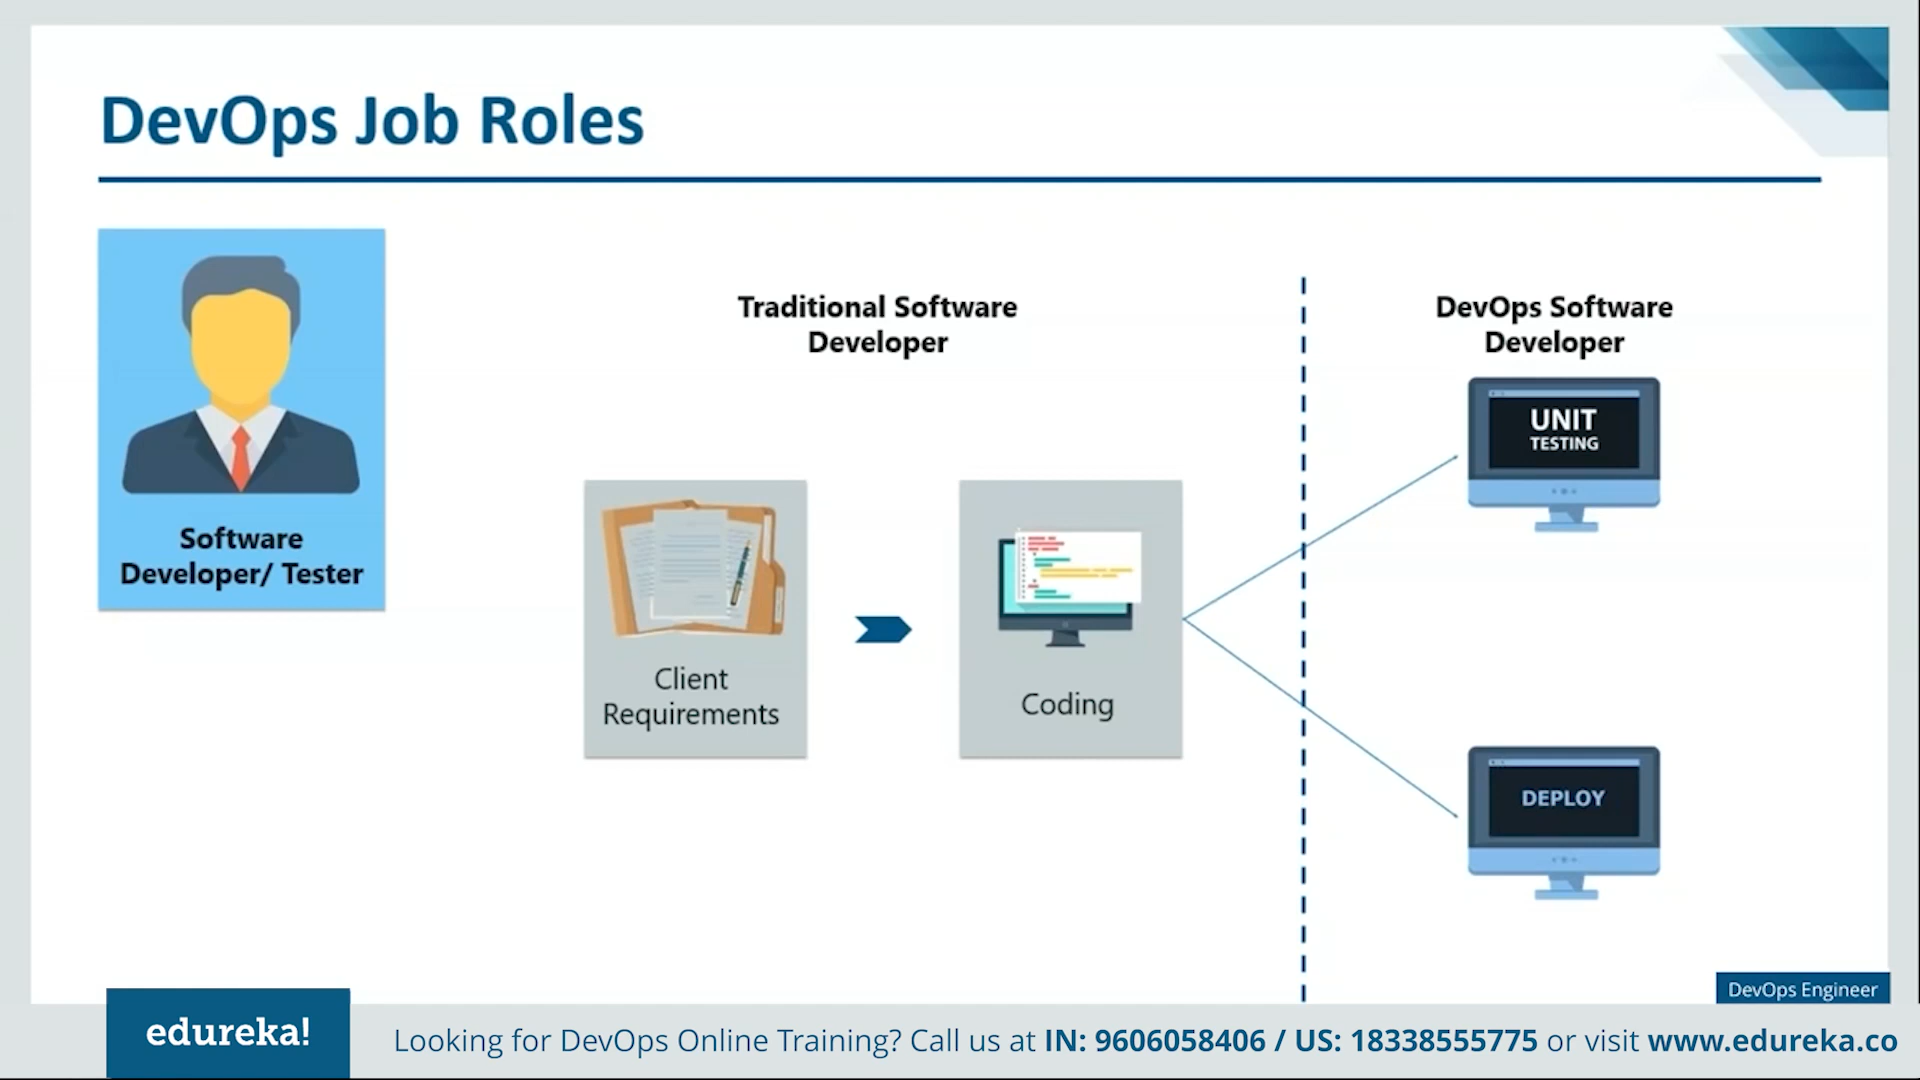 DevOps Job Roles
Software
Developer/ Tester
Traditional Software
Developer
Client
Requirements
Coding
DevOps Software
Developer
UNIT
TESTING
DEPLOY
DevOps Engineer
edureka!
Looking for DevOps Online Training? Call us at IN: 9606058406 / US: 18338555775 or visit www.edureka.co